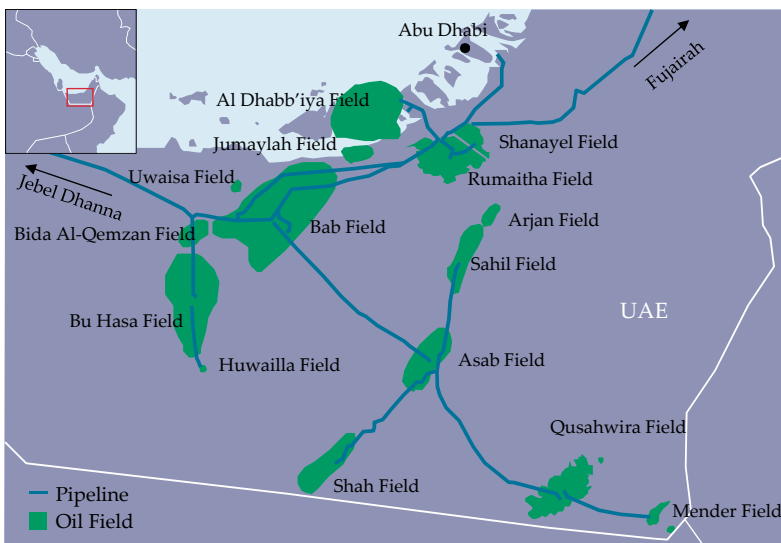 Abu Dhabi
Fujairah
Al Dhabb'iya Field
Shanayel Field
Jumaylah Field
Rumaitha Field
Uwaisa Field
Jebel Dhanna
Arjan Field
Bab Field
Bida Al-Qemzan Field
Sahil Field
UAE
Bu Hasa Field
Huwailla Field
Asab Field
Qusahwira Field
Shah Field
Pipeline
Mender Field
Oil Field